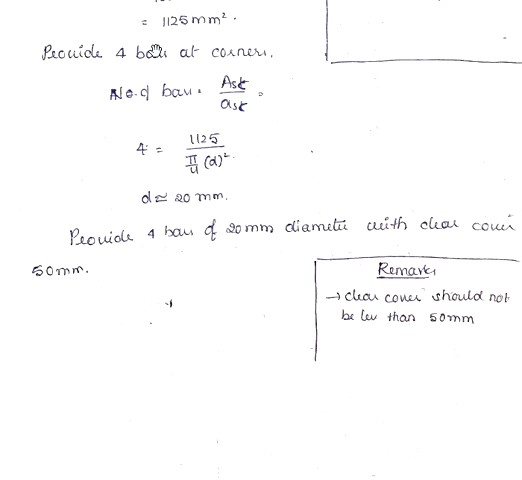 = 1125 mm².
Provide 4 bars at corners.
No. of bars = Ast / ast .
4 = 1125 / π/4 (d)².
d ≃ 20 mm.
Provide 4 bars of 20mm diameter with clear cover
50mm.
Remarks
→ clear cover should not
be less than 50mm